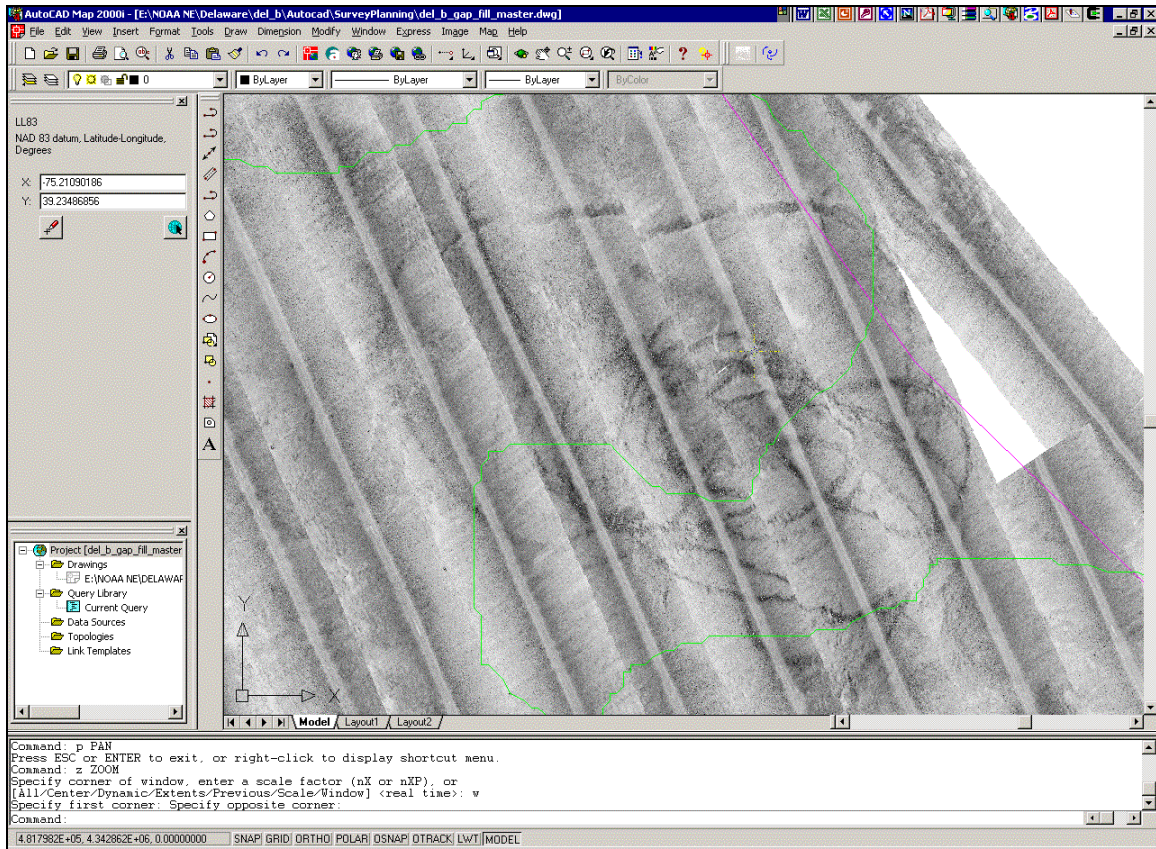 AutoCAD Map 2000i - [E:\NOAA NE\Delaware\del_b\Autocad\SurveyPlanning\del_b_gap_fill_master.dwg]
File Edit View Insert Format Tools Draw Dimension Modify Window Express Image Map Help
0 ByLayer ByLayer ByLayer ByColor
LL83
NAD 83 datum, Latitude-Longitude,
Degrees
X: -75.21090186
Y: 39.23486856
A
Project [del_b_gap_fill_master
Drawings
E:\NOAA NE\DELAWAR
Query Library
Current Query
Data Sources
Topologies
Link Templates
Y
X
Model Layout1 Layout2
Command: p PAN
Press ESC or ENTER to exit, or right-click to display shortcut menu.
Command: z ZOOM
Specify corner of window, enter a scale factor (nX or nXP), or
[All/Center/Dynamic/Extents/Previous/Scale/Window] <real time>: w
Specify first corner: Specify opposite corner:
Command:
4.817982E+05, 4.342862E+06, 0.00000000 SNAP GRID ORTHO POLAR OSNAP OTRACK LWT MODEL